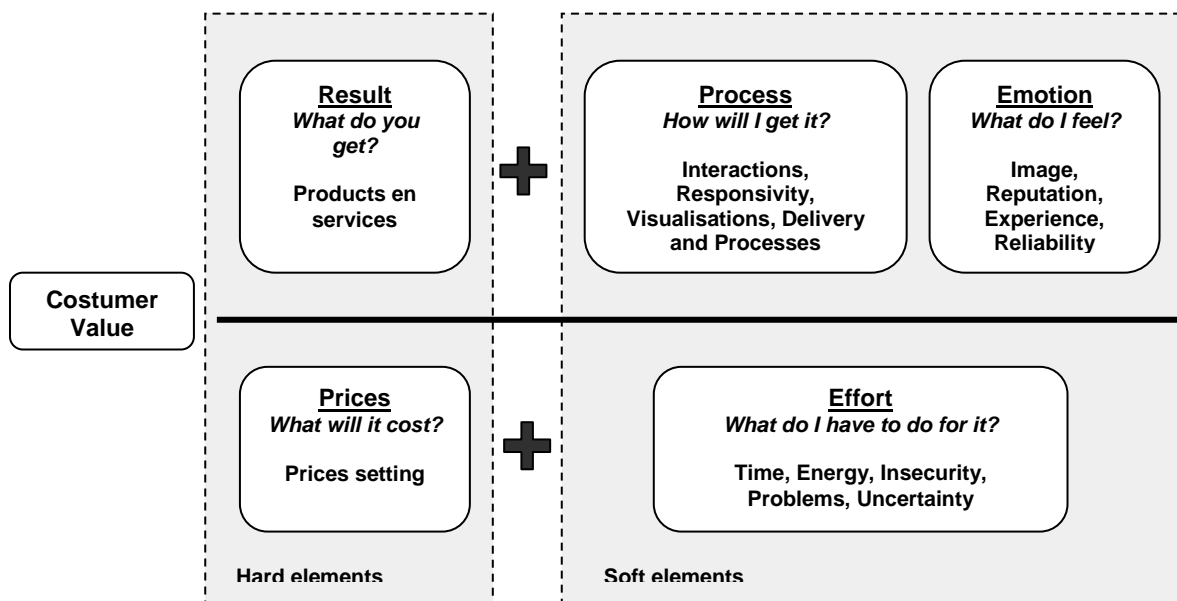 Result
What do you
get?
Products en
services
Process
How will I get it?
Interactions,
Responsivity,
Visualisations, Delivery
and Processes
Emotion
What do I feel?
Image,
Reputation,
Experience,
Reliability
Costumer
Value
Prices
What will it cost?
Prices setting
Effort
What do I have to do for it?
Time, Energy, Insecurity,
Problems, Uncertainty
Hard elements
Soft elements